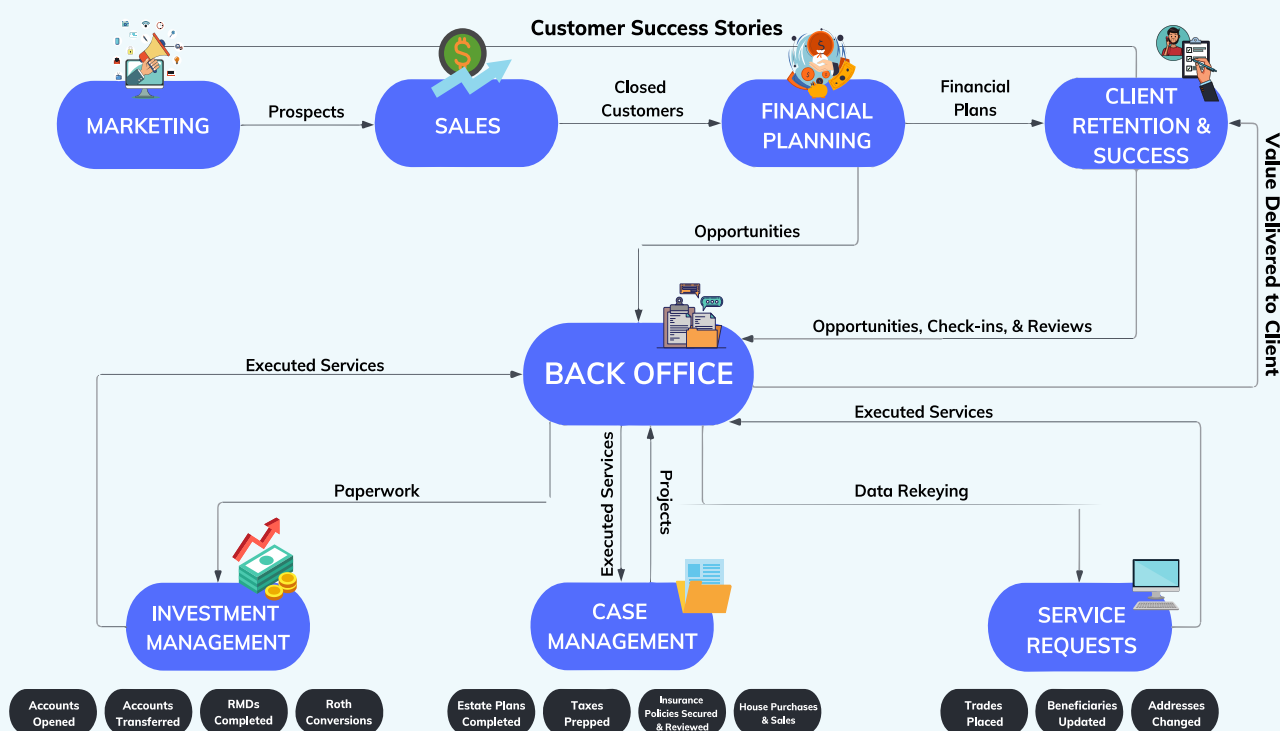 Customer Success Stories
MARKETING
Prospects
SALES
Closed
Customers
FINANCIAL
PLANNING
Financial
Plans
CLIENT
RETENTION &
SUCCESS
Value Delivered to Client
Opportunities
Opportunities, Check-ins, & Reviews
BACK OFFICE
Executed Services
Executed Services
Paperwork
Executed Services
Projects
Data Rekeying
INVESTMENT
MANAGEMENT
CASE
MANAGEMENT
SERVICE
REQUESTS
Accounts
Opened
Accounts
Transferred
RMDs
Completed
Roth
Conversions
Estate Plans
Completed
Taxes
Prepped
Insurance
Policies Secured
& Reviewed
House Purchases
& Sales
Trades
Placed
Beneficiaries
Updated
Addresses
Changed